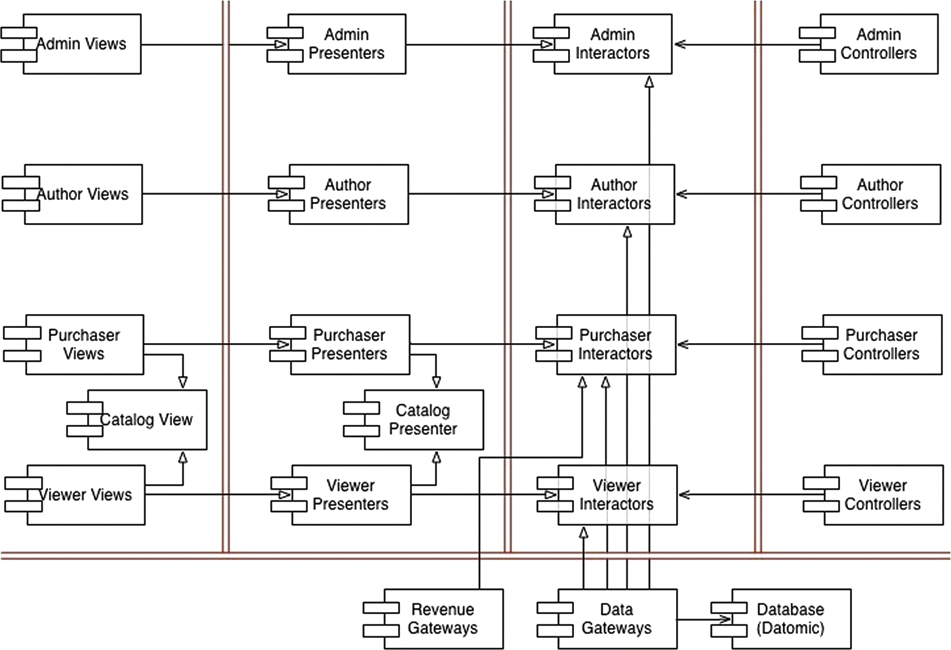 Admin Views
Admin
Presenters
Admin
Interactors
Admin
Controllers
Author Views
Author
Presenters
Author
Interactors
Author
Controllers
Purchaser
Views
Purchaser
Presenters
Purchaser
Interactors
Purchaser
Controllers
Catalog View
Catalog
Presenter
Viewer Views
Viewer
Presenters
Viewer
Interactors
Viewer
Controllers
Revenue
Gateways
Data
Gateways
Database
(Datomic)